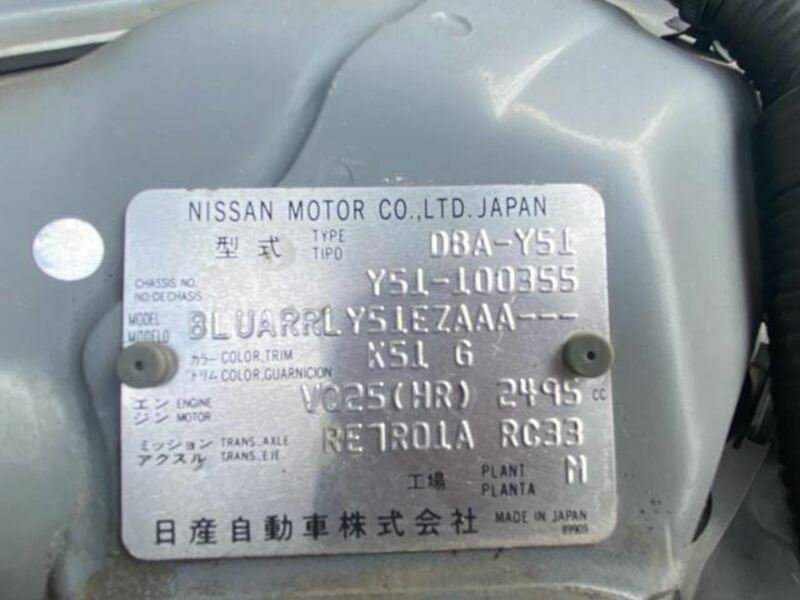 NISSAN MOTOR CO.,LTD. JAPAN
型式 TYPE TIPO DBA-Y51
CHASSIS NO. NO.DE CHASIS Y51-100355
MODEL MODELO BLUARRLY51EZAAA---
カラー COLOR,TRIM K51 G
トリム COLOR,GUARNICION
エンジン ENGINE MOTOR VQ25(HR) 2495 CC
ミッション TRANS.AXLE RE7R01A RC33
アクスル TRANS.EJE
工場 PLANT PLANTA M
日産自動車株式会社 MADE IN JAPAN